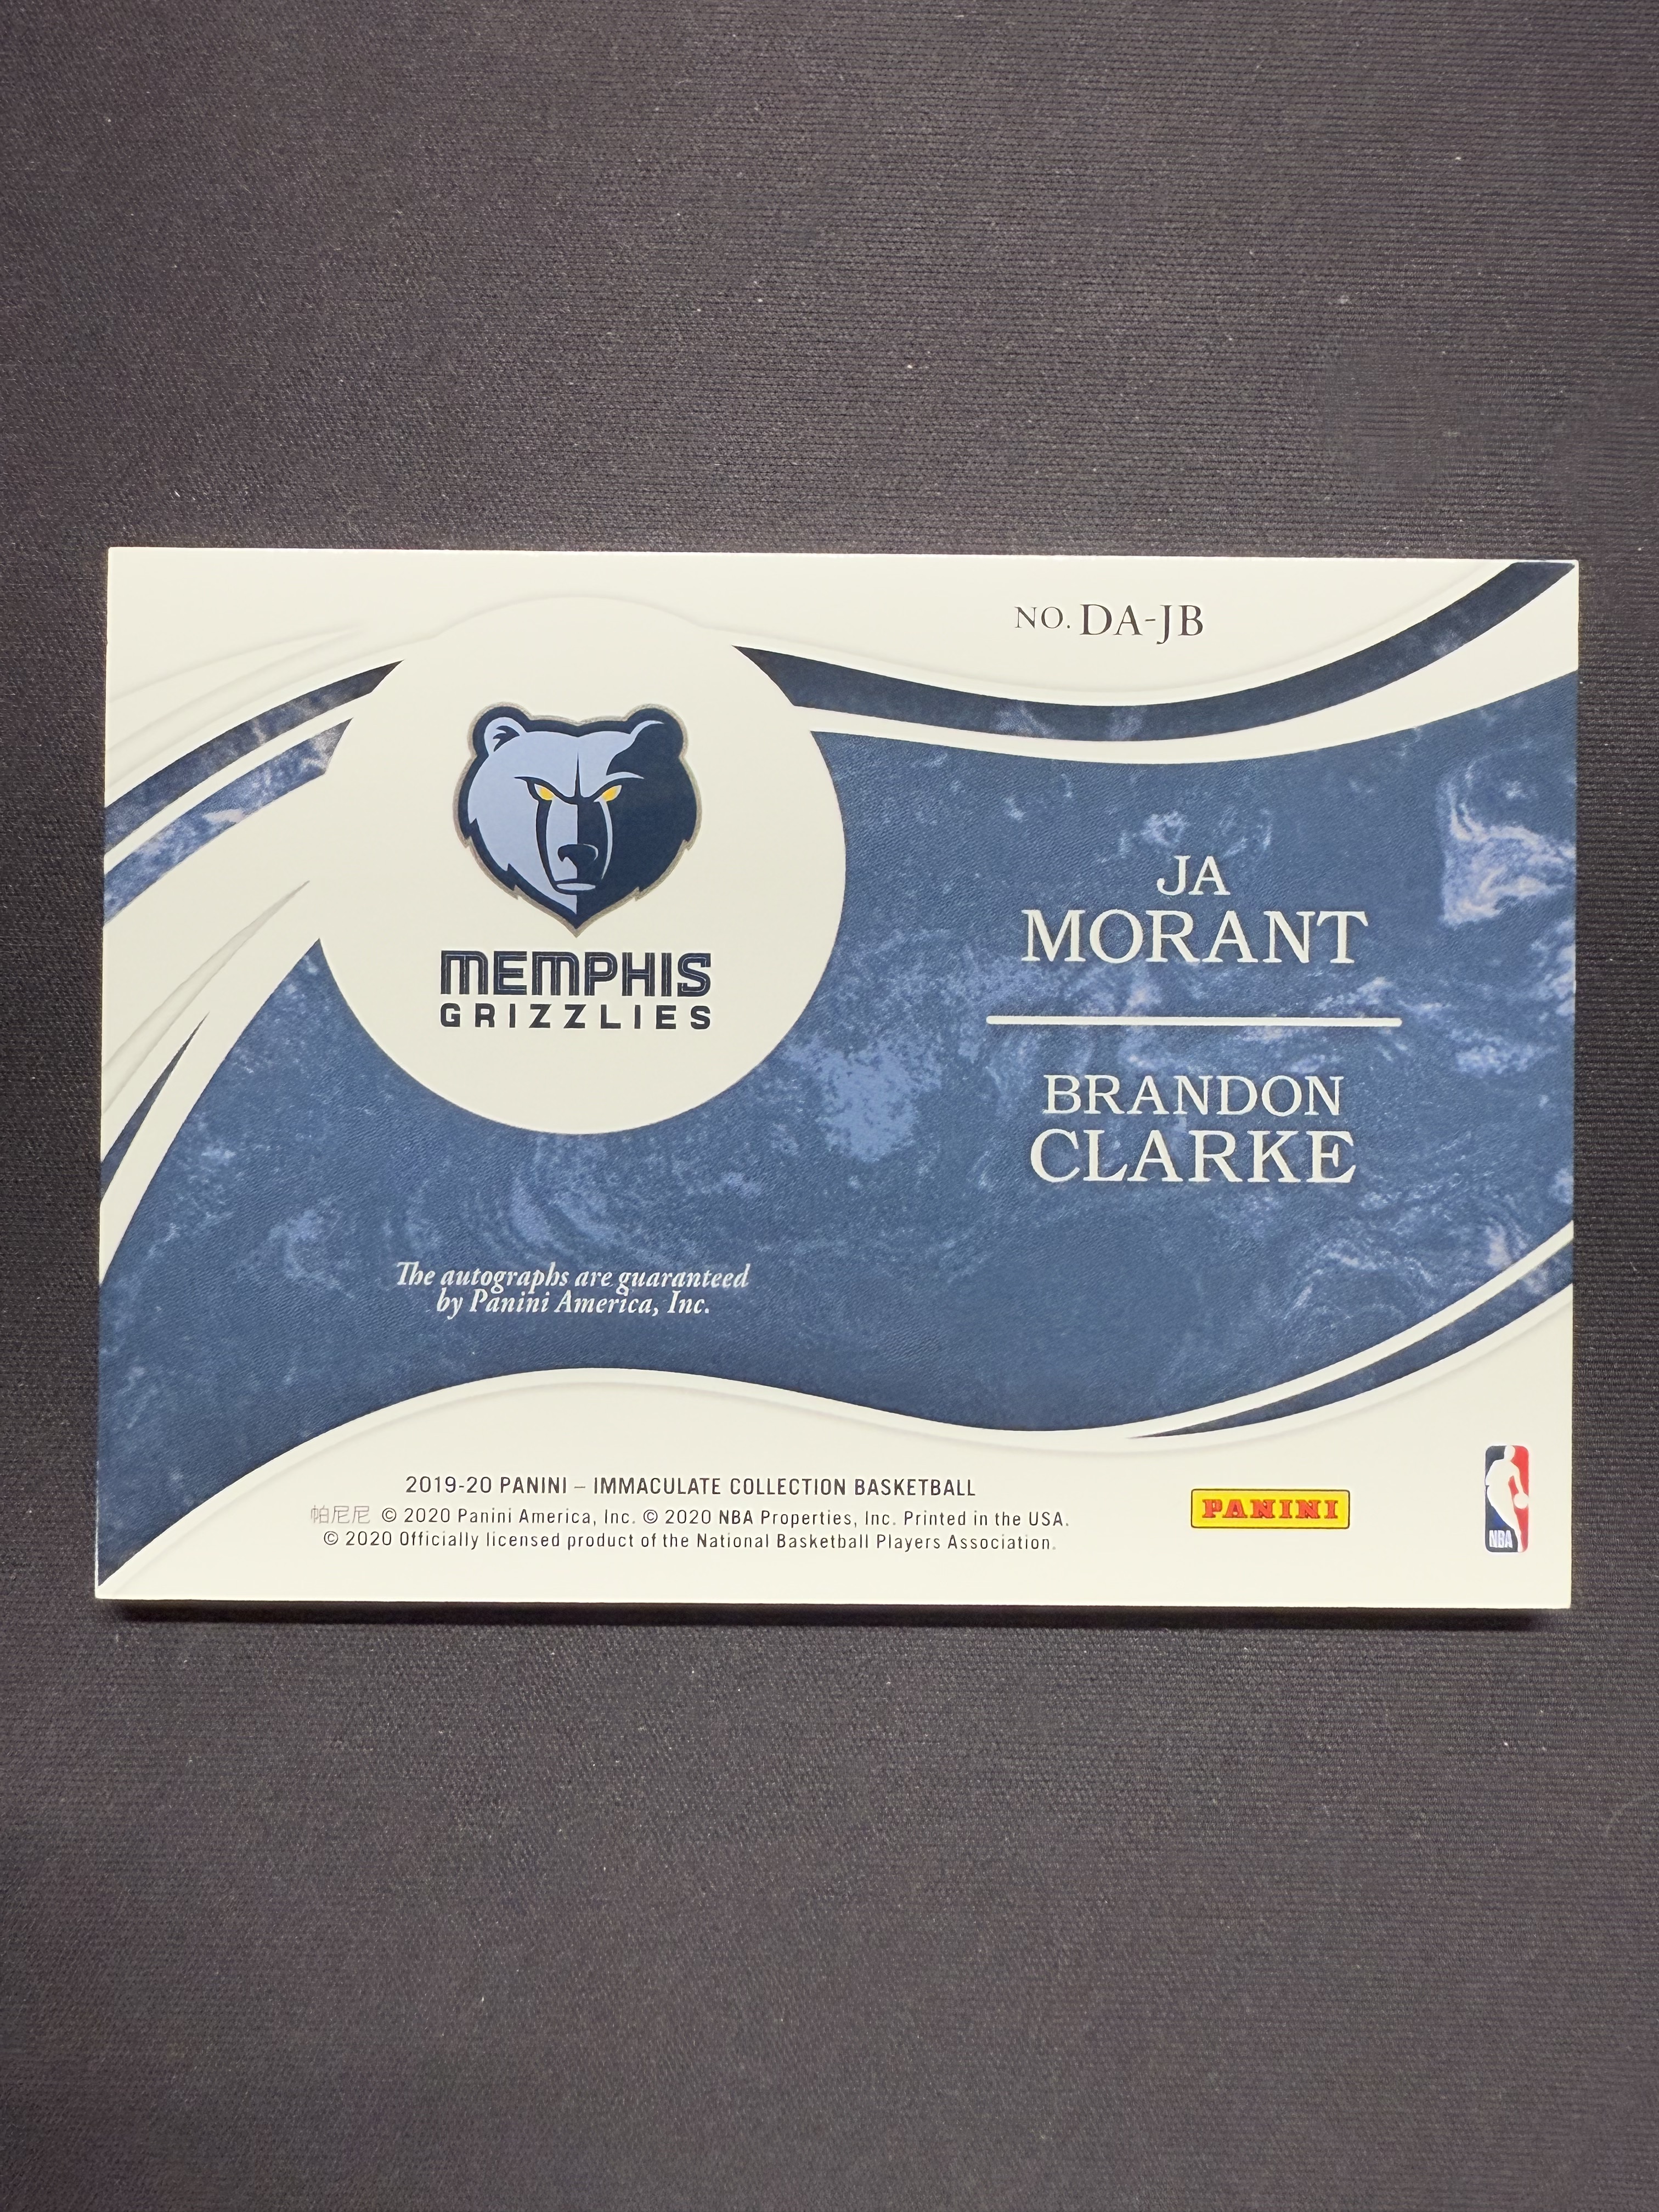 NO. DA-JB
MEMPHIS
GRIZZLIES
JA
MORANT
BRANDON
CLARKE
The autographs are guaranteed
by Panini America, Inc.
2019-20 PANINI – IMMACULATE COLLECTION BASKETBALL
帕尼尼 © 2020 Panini America, Inc. © 2020 NBA Properties, Inc. Printed in the USA.
© 2020 Officially licensed product of the National Basketball Players Association.
PANINI
NBA